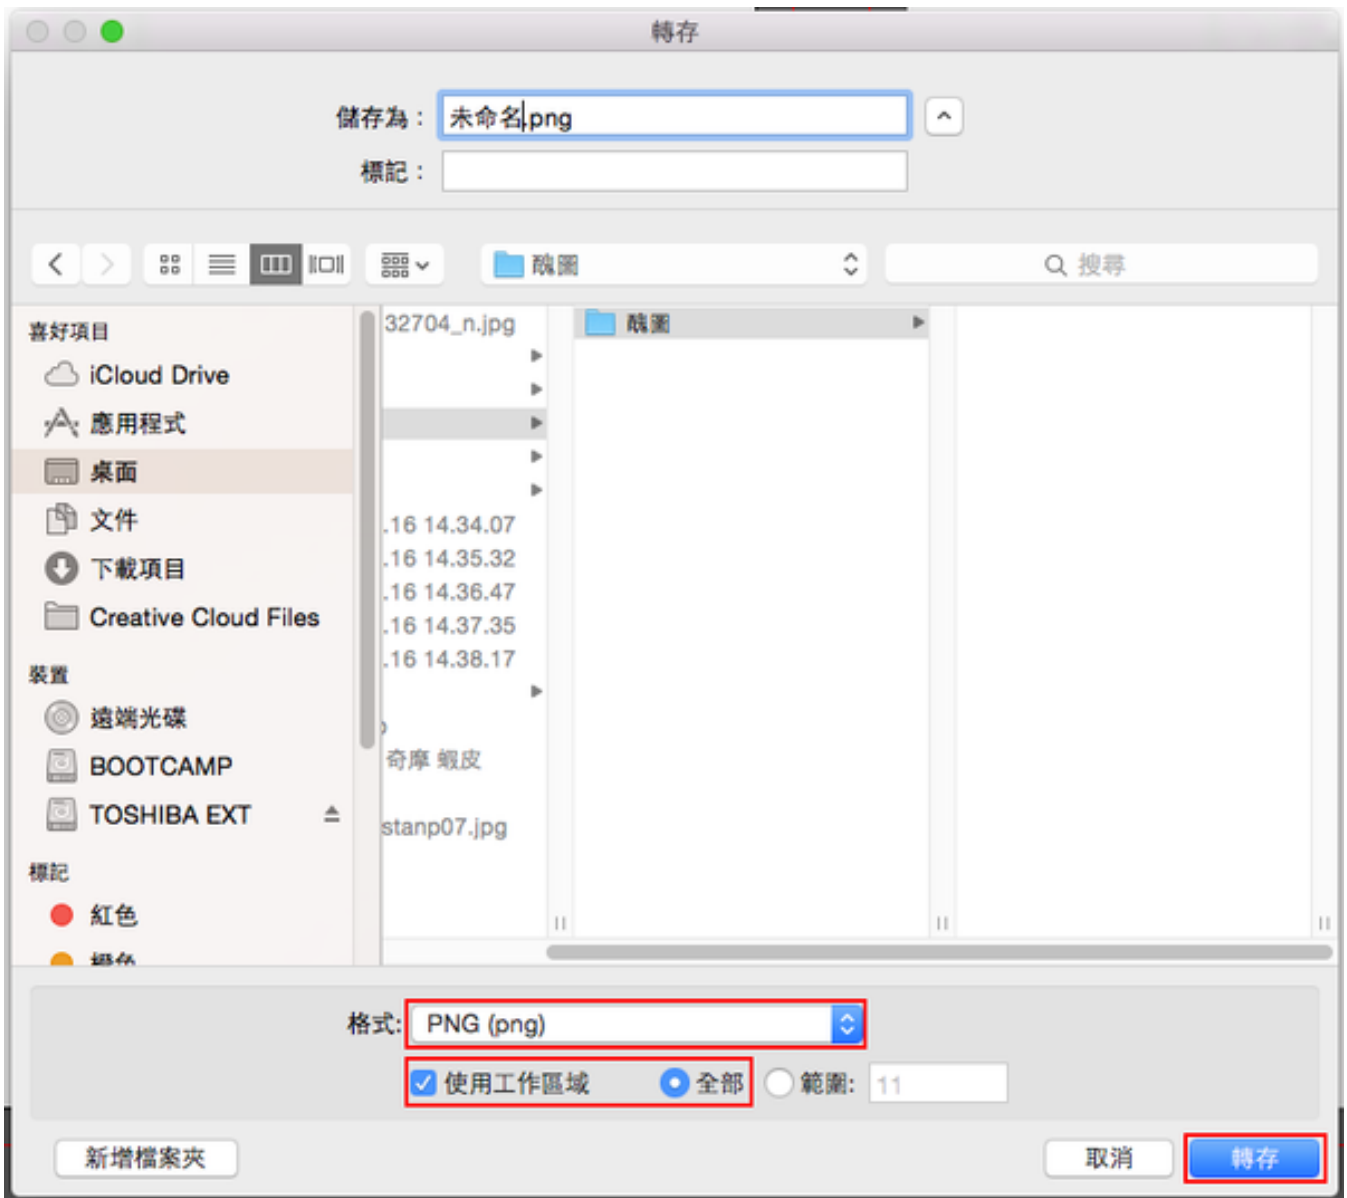 轉存
儲存為：
未命名.png
標記：
醜圖
搜尋
喜好項目
iCloud Drive
應用程式
桌面
文件
下載項目
Creative Cloud Files
裝置
遠端光碟
BOOTCAMP
TOSHIBA EXT
標記
紅色
橙色
32704_n.jpg
.16 14.34.07
.16 14.35.32
.16 14.36.47
.16 14.37.35
.16 14.38.17
奇摩 蝦皮
stanp07.jpg
醜圖
格式: PNG (png)
使用工作區域 全部 範圍: 11
新增檔案夾 取消 轉存